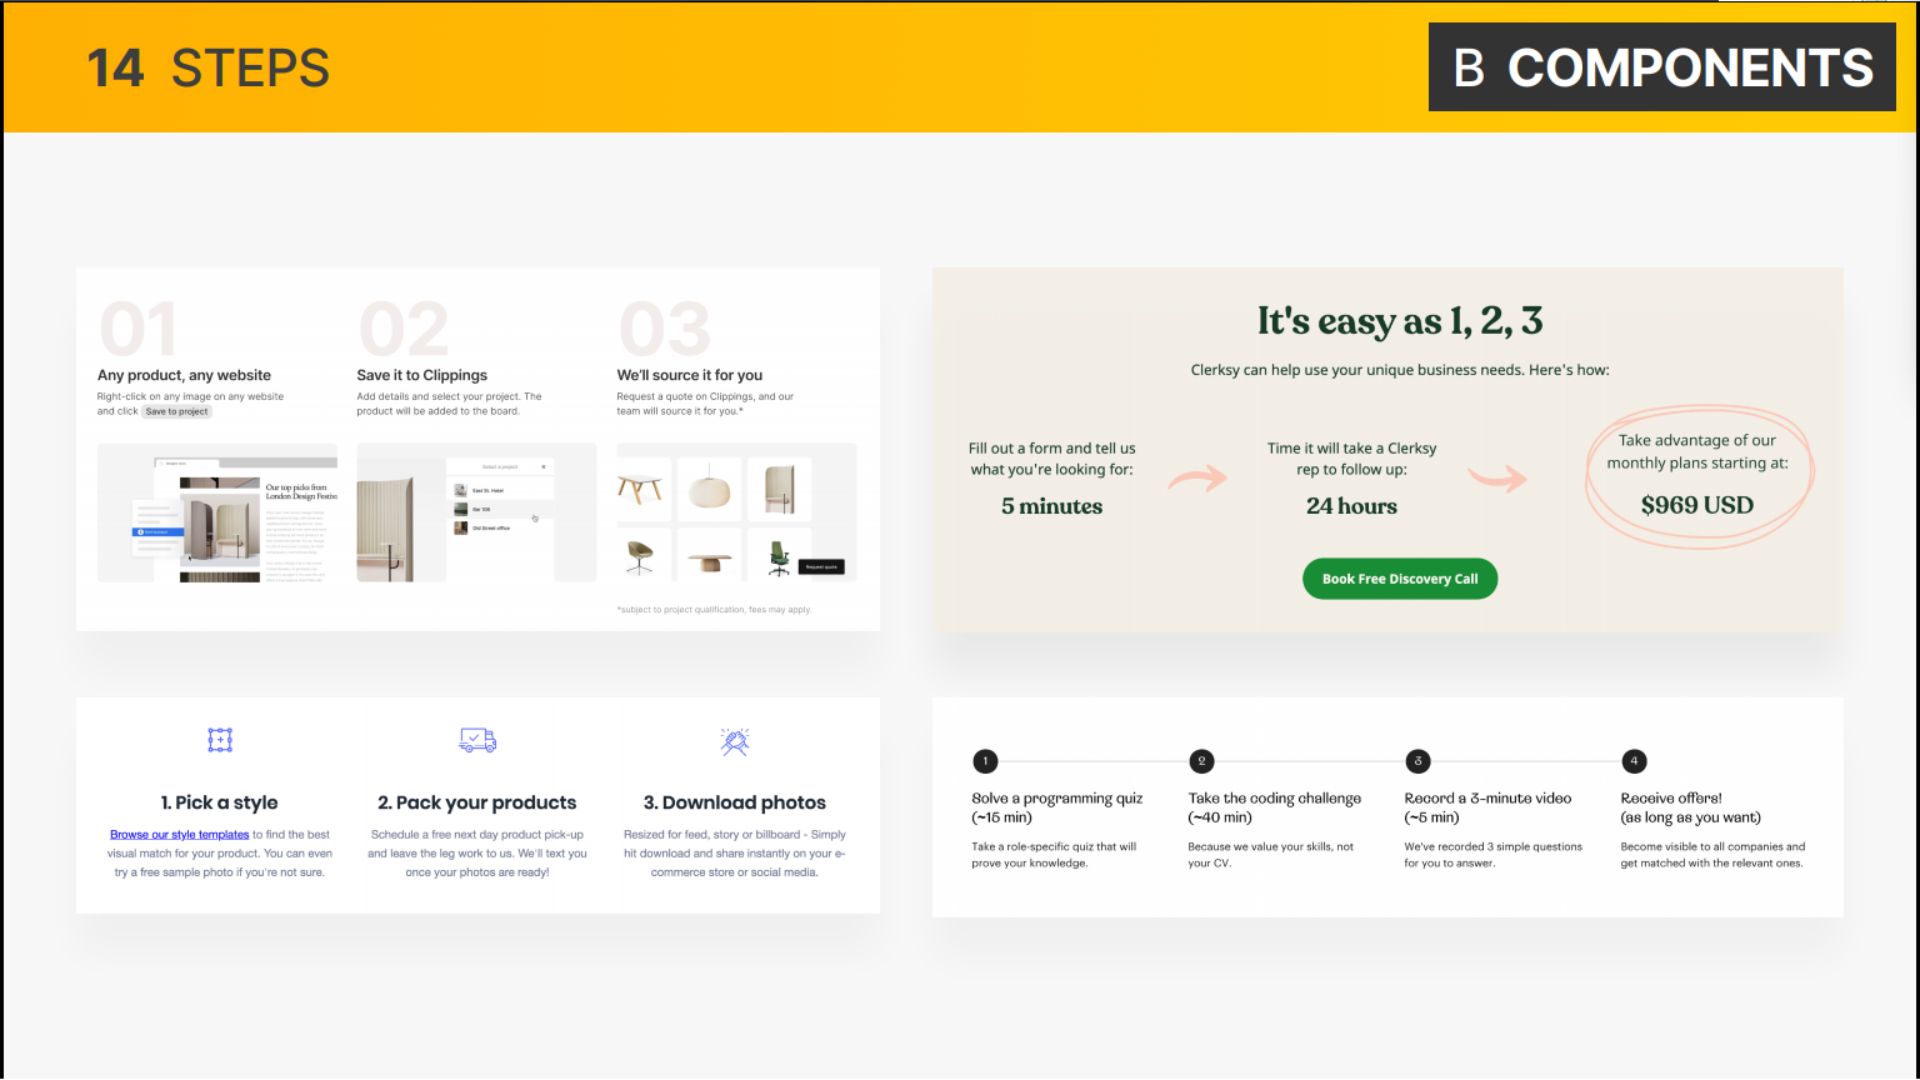 14 STEPS
B COMPONENTS
01
Any product, any website
Right-click on any image on any website
and click Save to project
Our top picks from
London Design Festiv
02
Save it to Clippings
Add details and select your project. The
product will be added to the board.
Select a project
East St. Hotel
Bar 106
Old Street office
03
We'll source it for you
Request a quote on Clippings, and our
team will source it for you.*
Request quote
*subject to project qualification, fees may apply.
It's easy as 1, 2, 3
Clerksy can help use your unique business needs. Here's how:
Fill out a form and tell us
what you're looking for:
5 minutes
Time it will take a Clerksy
rep to follow up:
24 hours
Take advantage of our
monthly plans starting at:
$969 USD
Book Free Discovery Call
1. Pick a style
Browse our style templates to find the best
visual match for your product. You can even
try a free sample photo if you're not sure.
2. Pack your products
Schedule a free next day product pick-up
and leave the leg work to us. We'll text you
once your photos are ready!
3. Download photos
Resized for feed, story or billboard - Simply
hit download and share instantly on your e-
commerce store or social media.
1
Solve a programming quiz
(~15 min)
Take a role-specific quiz that will
prove your knowledge.
2
Take the coding challenge
(~40 min)
Because we value your skills, not
your CV.
3
Record a 3-minute video
(~5 min)
We've recorded 3 simple questions
for you to answer.
4
Receive offers!
(as long as you want)
Become visible to all companies and
get matched with the relevant ones.